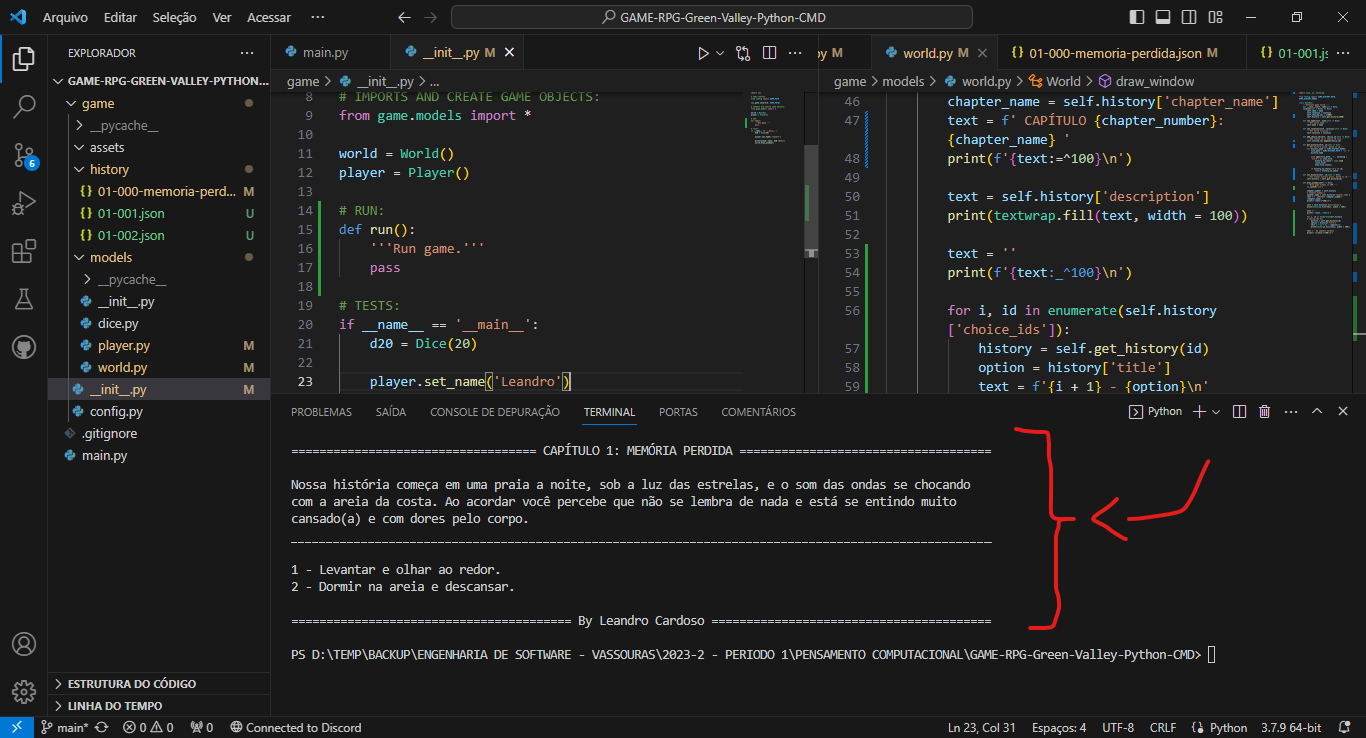 Arquivo Editar Seleção Ver Acessar ··· GAME-RPG-Green-Valley-Python-CMD
EXPLORADOR ···
GAME-RPG-GREEN-VALLEY-PYTHON...
game
__pycache__
assets
history
{} 01-000-memoria-perd... M
{} 01-001.json U
{} 01-002.json U
models
__pycache__
__init__.py
dice.py
player.py M
world.py M
__init__.py M
config.py
.gitignore
main.py
ESTRUTURA DO CÓDIGO
LINHA DO TEMPO
6
main.py __init__.py M
game > __init__.py > ...
8 # IMPORTS AND CREATE GAME OBJECTS:
9 from game.models import *
10
11 world = World()
12 player = Player()
13
14 # RUN:
15 def run():
16 '''Run game.'''
17 pass
18
19 # TESTS:
20 if __name__ == '__main__':
21 d20 = Dice(20)
22
23 player.set_name('Leandro')
py M world.py M {} 01-000-memoria-perdida.json M {} 01-001.js ···
game > models > world.py > World > draw_window
46 chapter_name = self.history['chapter_name']
47 text = f' CAPÍTULO {chapter_number}:
{chapter_name} '
48 print(f'{text:=^100}\n')
49
50 text = self.history['description']
51 print(textwrap.fill(text, width = 100))
52
53 text = ''
54 print(f'{text:_^100}\n')
55
56 for i, id in enumerate(self.history
['choice_ids']):
57 history = self.get_history(id)
58 option = history['title']
59 text = f'{i + 1} - {option}\n'
PROBLEMAS SAÍDA CONSOLE DE DEPURAÇÃO TERMINAL PORTAS COMENTÁRIOS Python
=================================== CAPÍTULO 1: MEMÓRIA PERDIDA ====================================
Nossa história começa em uma praia a noite, sob a luz das estrelas, e o som das ondas se chocando
com a areia da costa. Ao acordar você percebe que não se lembra de nada e está se entindo muito
cansado(a) e com dores pelo corpo.
____________________________________________________________________________________________________
1 - Levantar e olhar ao redor.
2 - Dormir na areia e descansar.
======================================== By Leandro Cardoso ========================================
PS D:\TEMP\BACKUP\ENGENHARIA DE SOFTWARE - VASSOURAS\2023-2 - PERIODO 1\PENSAMENTO COMPUTACIONAL\GAME-RPG-Green-Valley-Python-CMD>
main* 0 0 0 Connected to Discord Ln 23, Col 31 Espaços: 4 UTF-8 CRLF {} Python 3.7.9 64-bit